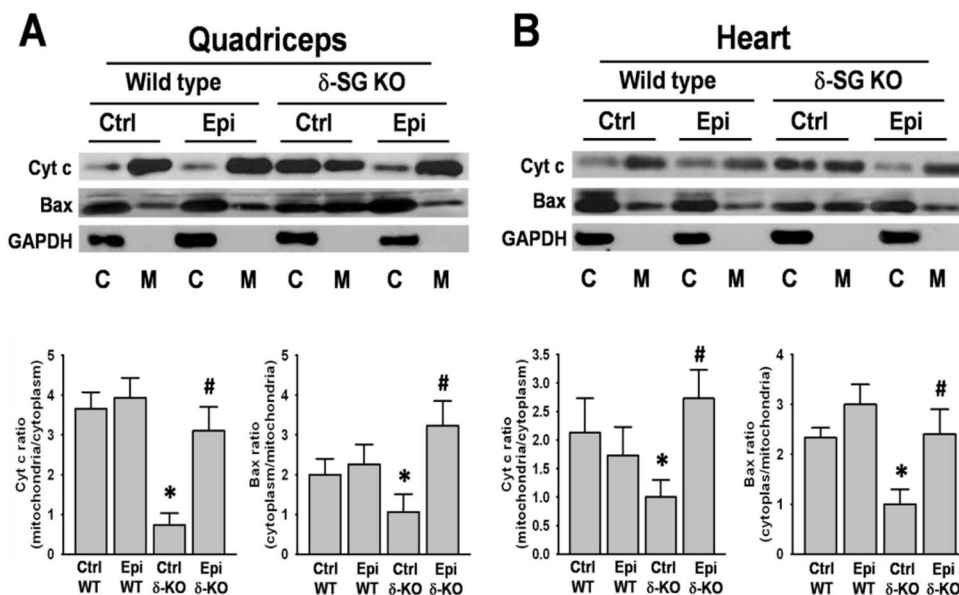 A
Quadriceps
Wild type δ-SG KO
Ctrl Epi Ctrl Epi
Cyt c
Bax
GAPDH
C M C M C M C M
Cyt c ratio
(mitochondria/cytoplasm)
5
4
3
2
1
0
*
#
Ctrl Epi Ctrl Epi
WT WT δ-KO δ-KO
Bax ratio
(cytoplasm/mitochondria)
5
4
3
2
1
0
*
#
Ctrl Epi Ctrl Epi
WT WT δ-KO δ-KO
B
Heart
Wild type δ-SG KO
Ctrl Epi Ctrl Epi
Cyt c
Bax
GAPDH
C M C M C M C M
Cyt c ratio
(mitochondria/cytoplasm)
3.5
3.0
2.5
2.0
1.5
1.0
0.5
0.0
*
#
Ctrl Epi Ctrl Epi
WT WT δ-KO δ-KO
Bax ratio
(cytoplas/mitochondria)
4
3
2
1
0
*
#
Ctrl Epi Ctrl Epi
WT WT δ-KO δ-KO